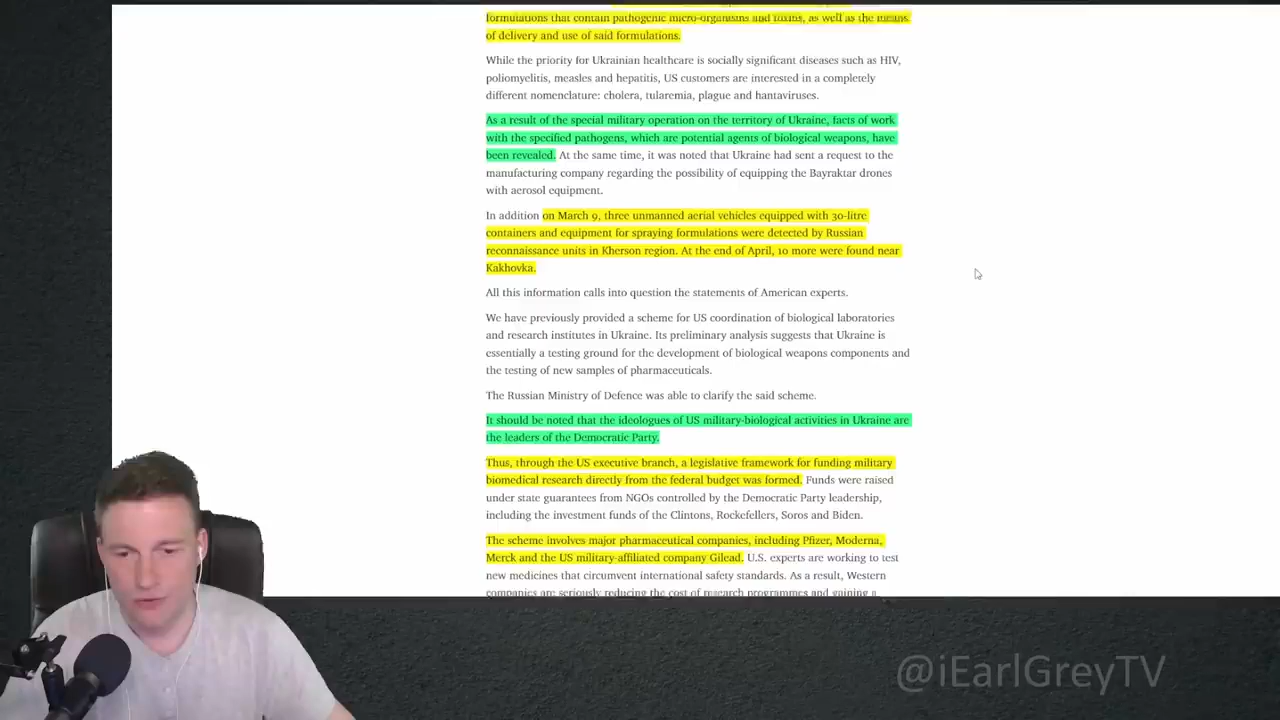 formulations that contain pathogenic micro-organisms and toxins, as well as the means
of delivery and use of said formulations.
While the priority for Ukrainian healthcare is socially significant diseases such as HIV,
poliomyelitis, measles and hepatitis, US customers are interested in a completely
different nomenclature: cholera, tularemia, plague and hantaviruses.
As a result of the special military operation on the territory of Ukraine, facts of work
with the specified pathogens, which are potential agents of biological weapons, have
been revealed. At the same time, it was noted that Ukraine had sent a request to the
manufacturing company regarding the possibility of equipping the Bayraktar drones
with aerosol equipment.
In addition on March 9, three unmanned aerial vehicles equipped with 30-litre
containers and equipment for spraying formulations were detected by Russian
reconnaissance units in Kherson region. At the end of April, 10 more were found near
Kakhovka.
All this information calls into question the statements of American experts.
We have previously provided a scheme for US coordination of biological laboratories
and research institutes in Ukraine. Its preliminary analysis suggests that Ukraine is
essentially a testing ground for the development of biological weapons components and
the testing of new samples of pharmaceuticals.
The Russian Ministry of Defence was able to clarify the said scheme.
It should be noted that the ideologues of US military-biological activities in Ukraine are
the leaders of the Democratic Party.
Thus, through the US executive branch, a legislative framework for funding military
biomedical research directly from the federal budget was formed. Funds were raised
under state guarantees from NGOs controlled by the Democratic Party leadership,
including the investment funds of the Clintons, Rockefellers, Soros and Biden.
The scheme involves major pharmaceutical companies, including Pfizer, Moderna,
Merck and the US military-affiliated company Gilead. U.S. experts are working to test
new medicines that circumvent international safety standards. As a result, Western
companies are seriously reducing the cost of research programmes and gaining a
@iEarlGreyTV